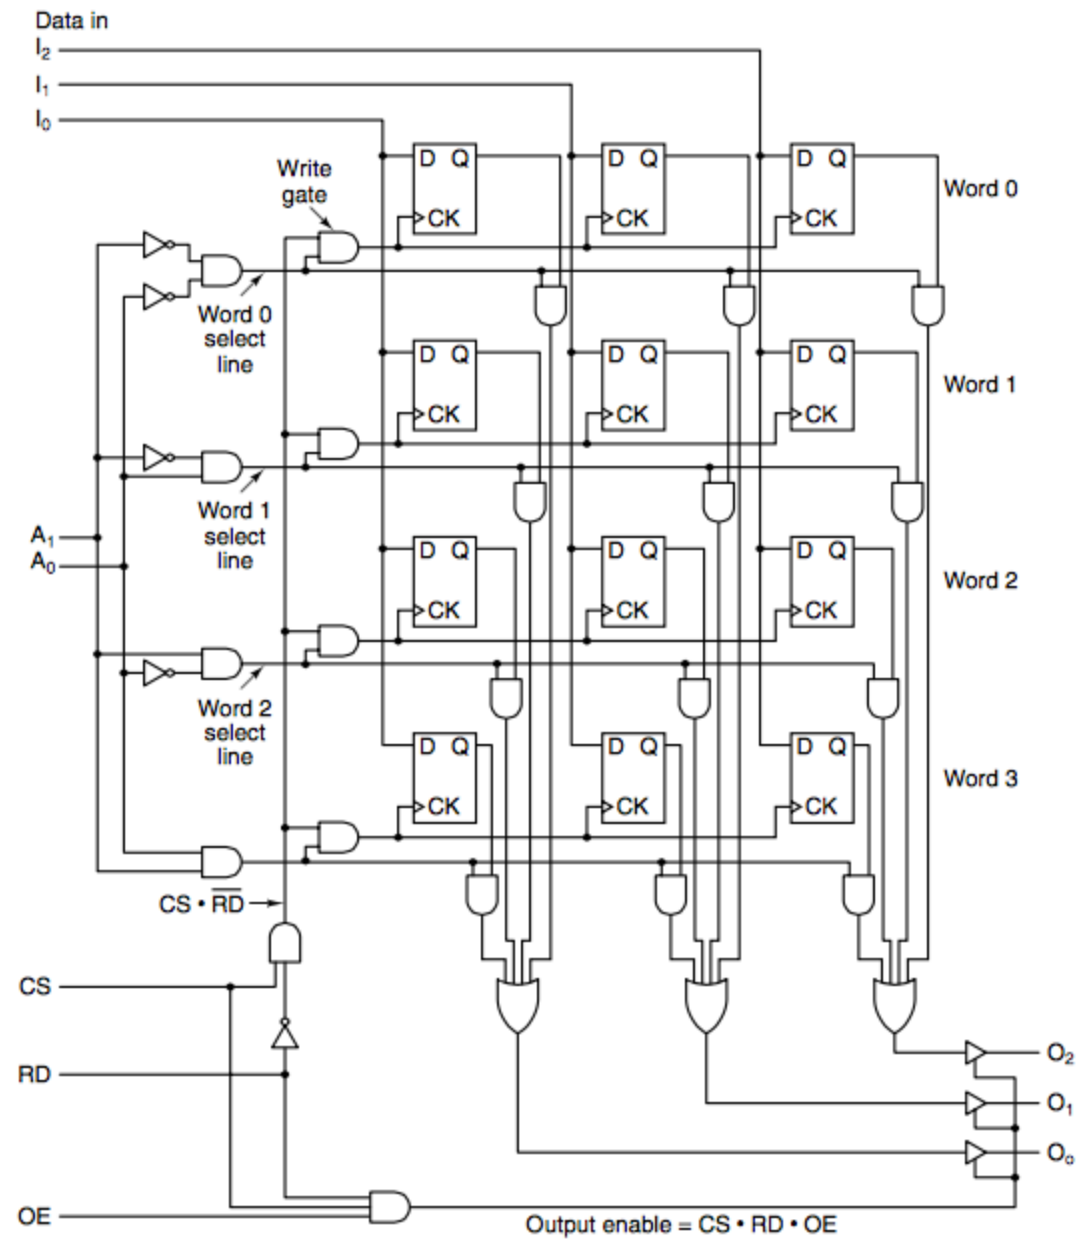 Data in
I₂
I₁
I₀
D Q
CK
D Q
CK
D Q
CK
Word 0
Write
gate
Word 0
select
line
D Q
CK
D Q
CK
D Q
CK
Word 1
Word 1
select
line
A₁
A₀
D Q
CK
D Q
CK
D Q
CK
Word 2
Word 2
select
line
D Q
CK
D Q
CK
D Q
CK
Word 3
CS • R̅D̅
CS
RD
OE
O₂
O₁
O₀
Output enable = CS • RD • OE